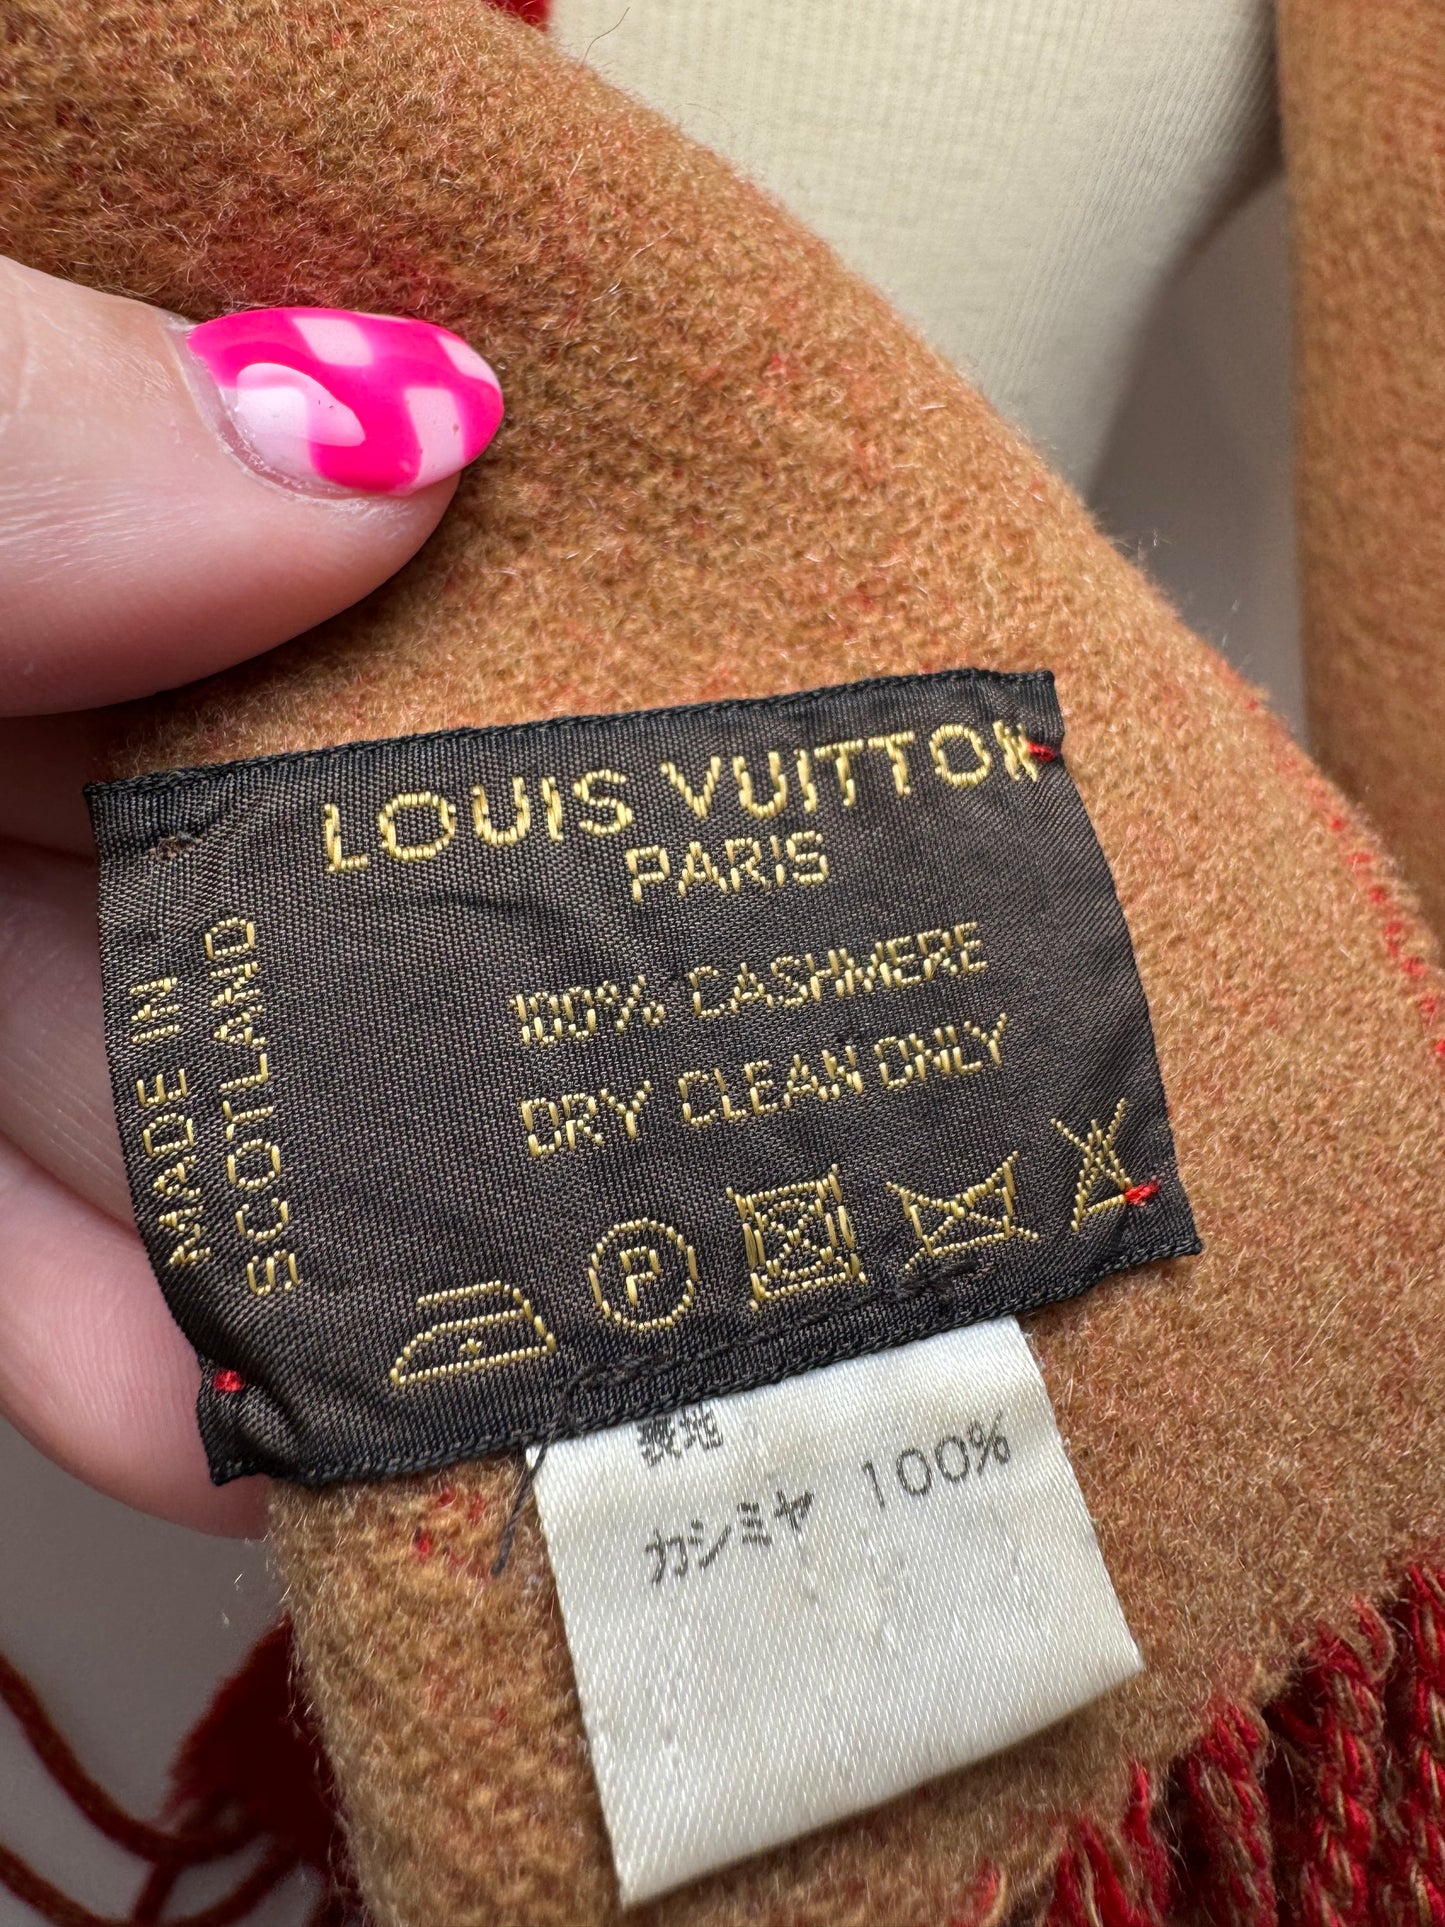 LOUIS VUITTON
PARIS
100% CASHMERE
DRY CLEAN ONLY
MADE IN
SCOTLAND
P
表地
カシミヤ 100%